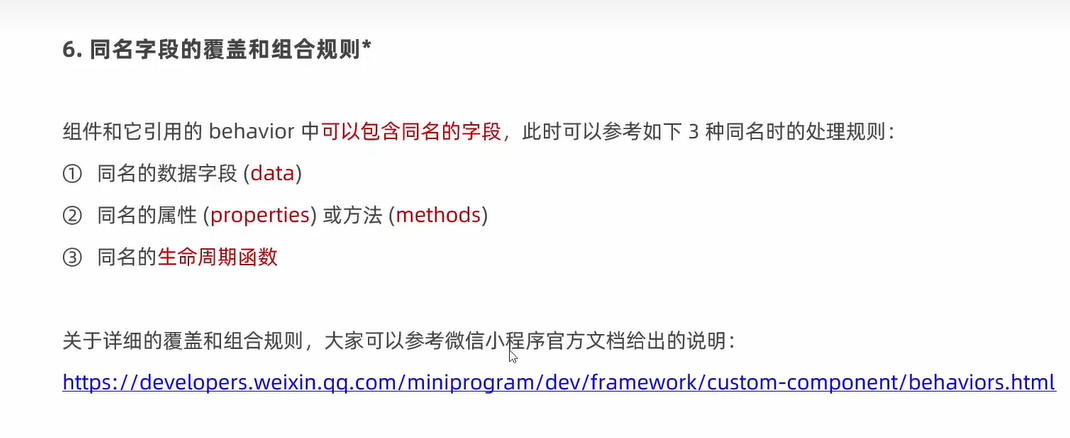 6. 同名字段的覆盖和组合规则*
组件和它引用的 behavior 中可以包含同名的字段，此时可以参考如下 3 种同名时的处理规则：
① 同名的数据字段 (data)
② 同名的属性 (properties) 或方法 (methods)
③ 同名的生命周期函数
关于详细的覆盖和组合规则，大家可以参考微信小程序官方文档给出的说明：
https://developers.weixin.qq.com/miniprogram/dev/framework/custom-component/behaviors.html